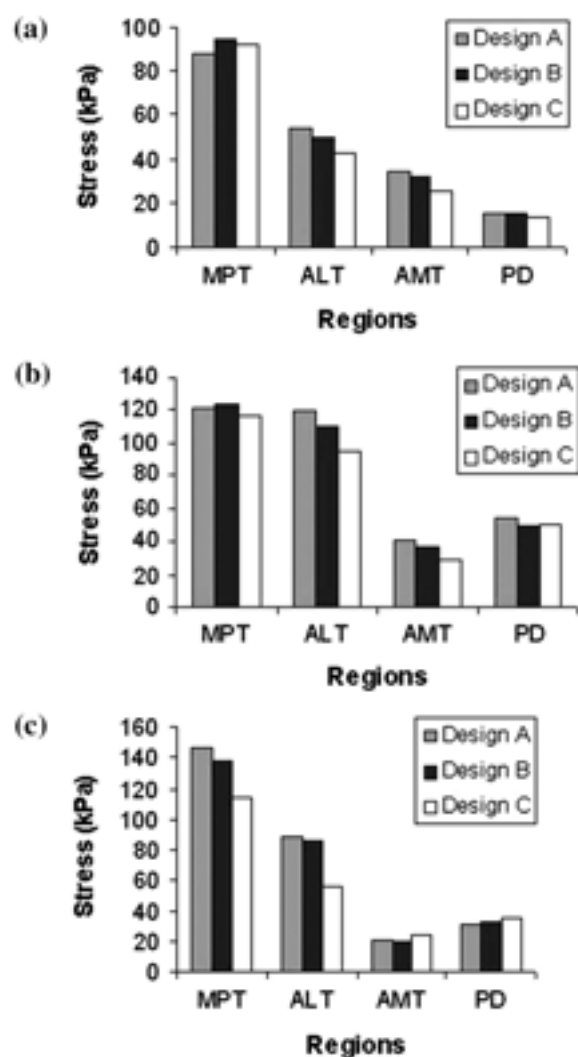 (a)
Stress (kPa)
100
80
60
40
20
0
Design A
Design B
Design C
MPT ALT AMT PD
Regions
(b)
Stress (kPa)
140
120
100
80
60
40
20
0
Design A
Design B
Design C
MPT ALT AMT PD
Regions
(c)
Stress (kPa)
160
140
120
100
80
60
40
20
0
Design A
Design B
Design C
MPT ALT AMT PD
Regions